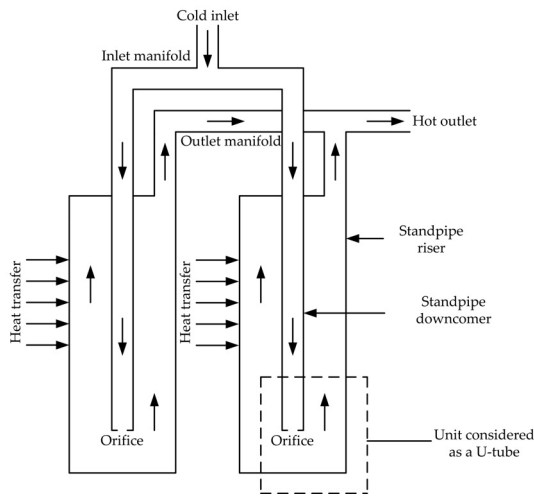 Cold inlet
Inlet manifold
Hot outlet
Outlet manifold
Standpipe
riser
Heat transfer
Heat transfer
Standpipe
downcomer
Orifice
Orifice
Unit considered
as a U-tube